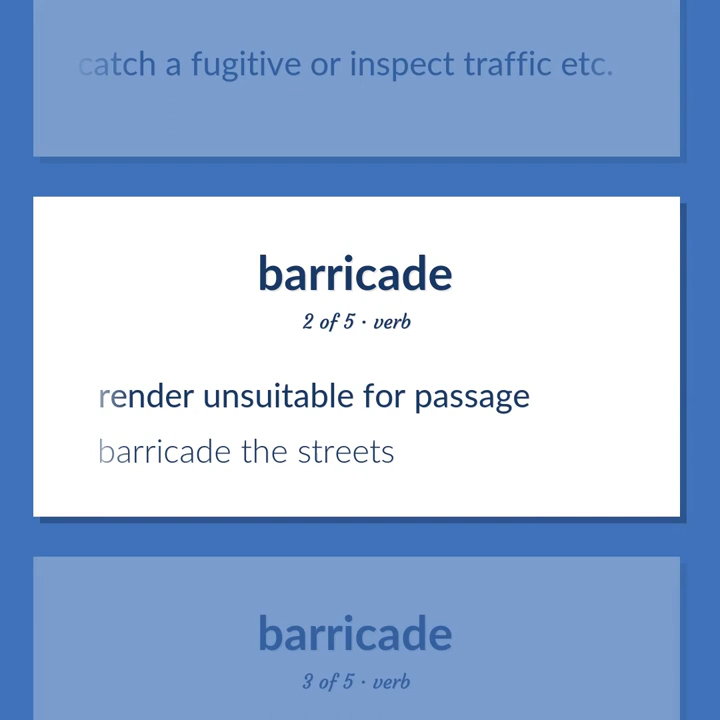 catch a fugitive or inspect traffic etc.
barricade
2 of 5 · verb
render unsuitable for passage
barricade the streets
barricade
3 of 5 · verb